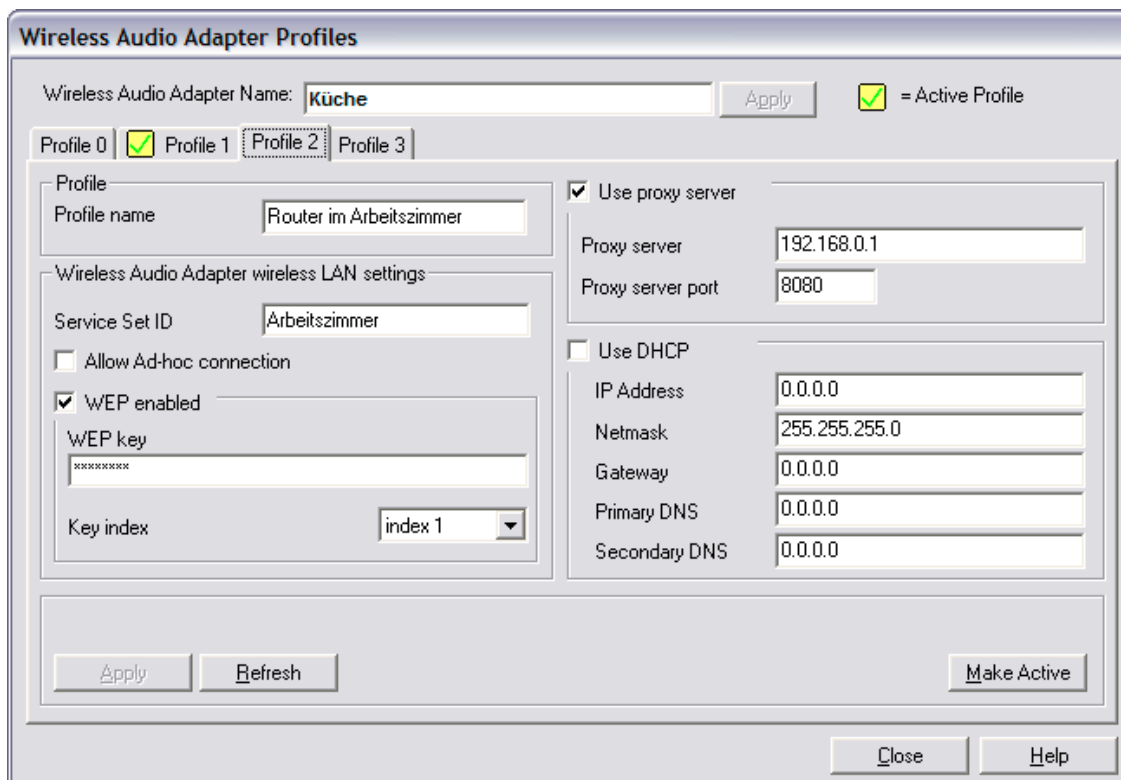 Wireless Audio Adapter Profiles
Wireless Audio Adapter Name: Küche Apply = Active Profile
Profile 0 Profile 1 Profile 2 Profile 3
Profile
Profile name Router im Arbeitszimmer
Wireless Audio Adapter wireless LAN settings
Service Set ID Arbeitszimmer
Allow Ad-hoc connection
WEP enabled
WEP key
********
Key index index 1
Use proxy server
Proxy server 192.168.0.1
Proxy server port 8080
Use DHCP
IP Address 0.0.0.0
Netmask 255.255.255.0
Gateway 0.0.0.0
Primary DNS 0.0.0.0
Secondary DNS 0.0.0.0
Apply Refresh Make Active
Close Help